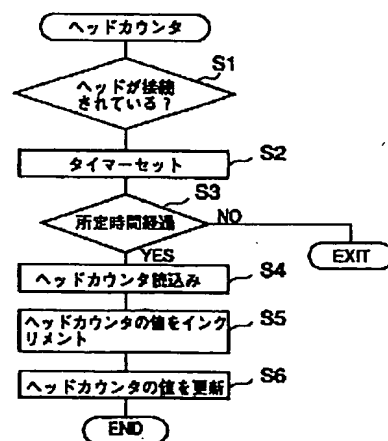 ヘッドカウンタ
S1
ヘッドが接続
されている？
S2
タイマーセット
S3
所定時間経過
NO
YES
EXIT
S4
ヘッドカウンタ読込み
S5
ヘッドカウンタの値をインク
リメント
S6
ヘッドカウンタの値を更新
END